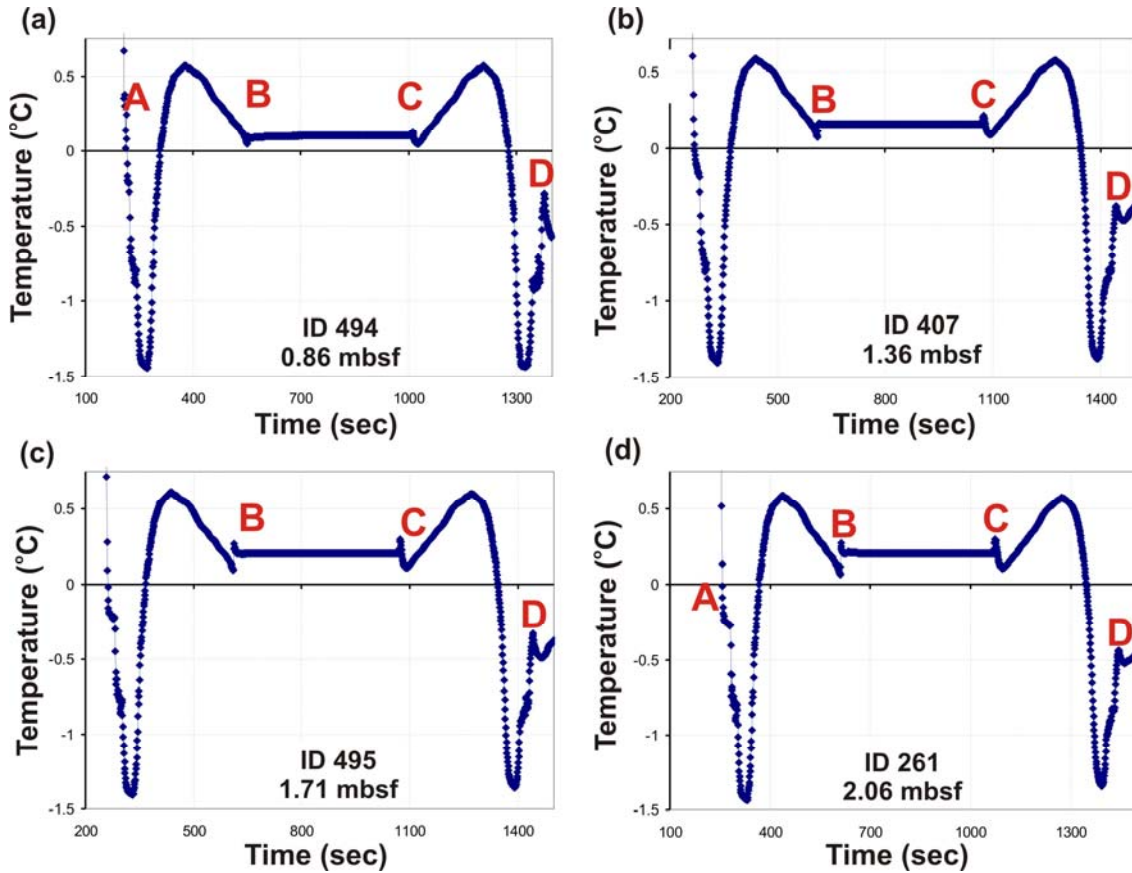 (a)
Temperature (°C)
0.5
0
-0.5
-1
-1.5
A
B
C
D
ID 494
0.86 mbsf
100 400 700 1000 1300
Time (sec)
(b)
Temperature (°C)
0.5
0
-0.5
-1
-1.5
B
C
D
ID 407
1.36 mbsf
200 500 800 1100 1400
Time (sec)
(c)
Temperature (°C)
0.5
0
-0.5
-1
-1.5
B
C
D
ID 495
1.71 mbsf
200 500 800 1100 1400
Time (sec)
(d)
Temperature (°C)
0.5
0
-0.5
-1
-1.5
A
B
C
D
ID 261
2.06 mbsf
100 400 700 1000 1300
Time (sec)